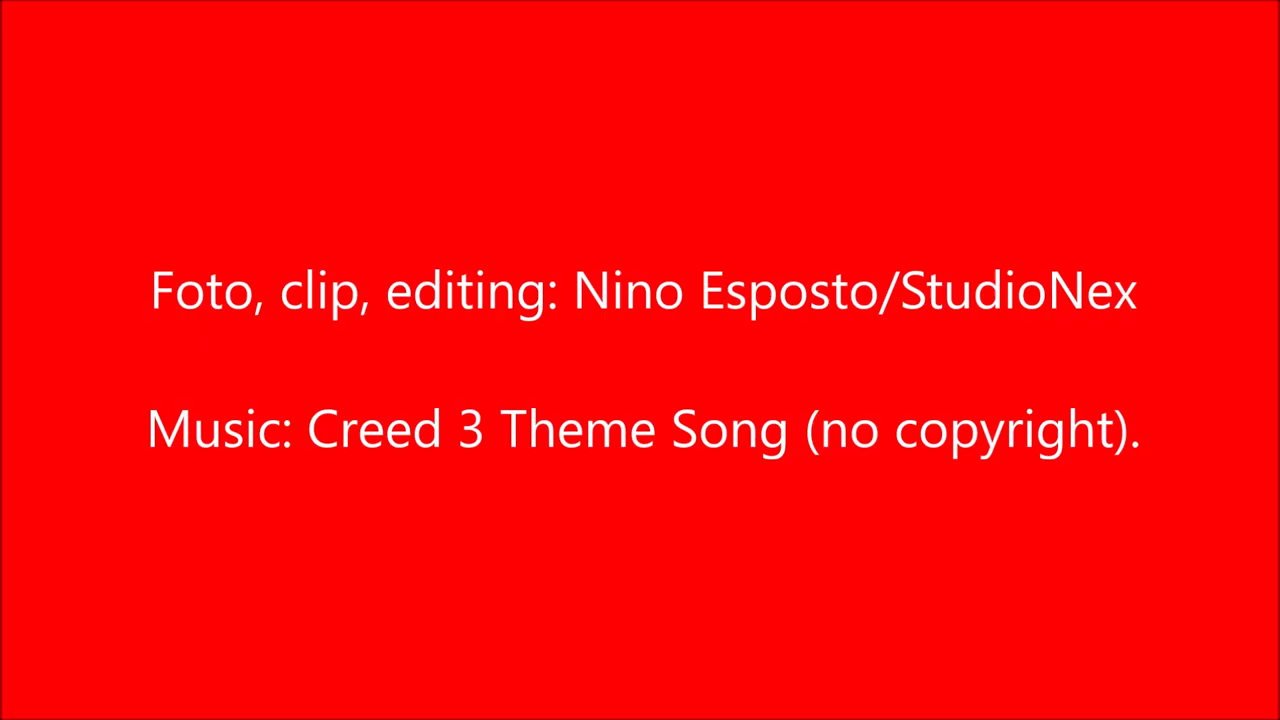 Foto, clip, editing: Nino Esposto/StudioNex
Music: Creed 3 Theme Song (no copyright).